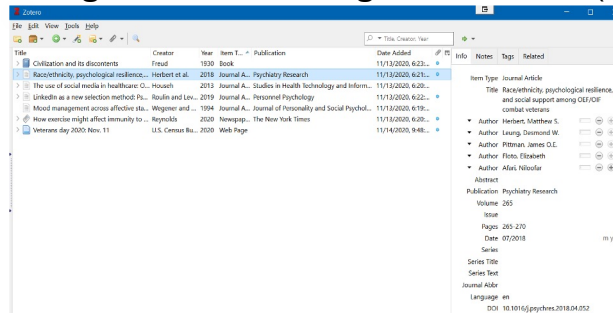 Zotero
File Edit View Tools Help
Title, Creator, Year
Title Creator Year Item T... Publication Date Added
Civilization and its discontents Freud 1930 Book 11/13/2020, 6:23:...
Race/ethnicity, psychological resilience,... Herbert et al. 2018 Journal A... Psychiatry Research 11/13/2020, 6:21:...
The use of social media in healthcare: O... Househ 2013 Journal A... Studies in Health Technology and Inform... 11/13/2020, 6:20:...
LinkedIn as a new selection method: Ps... Roulin and Lev... 2019 Journal A... Personnel Psychology 11/13/2020, 6:22:...
Mood management across affective sta... Wegener and ... 1994 Journal A... Journal of Personality and Social Psychol... 11/13/2020, 6:19:...
How exercise might affect immunity to ... Reynolds 2020 Newspap... The New York Times 11/13/2020, 6:20:...
Veterans day 2020: Nov. 11 U.S. Census Bu... 2020 Web Page 11/14/2020, 9:48:...
Info Notes Tags Related
Item Type Journal Article
Title Race/ethnicity, psychological resilience,
and social support among OEF/OIF
combat veterans
Author Herbert, Matthew S.
Author Leung, Desmond W.
Author Pittman, James O.E.
Author Floto, Elizabeth
Author Afari, Niloofar
Abstract
Publication Psychiatry Research
Volume 265
Issue
Pages 265-270
Date 07/2018 m y
Series
Series Title
Series Text
Journal Abbr
Language en
DOI 10.1016/j.psychres.2018.04.052